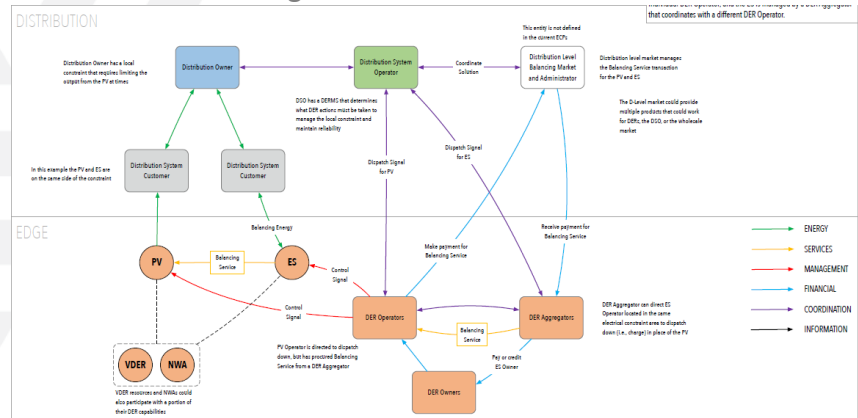 that coordinates with a different DER Operator.
DISTRIBUTION
This entity is not defined
in the current ECPs
Distribution Owner has a local
constraint that requires limiting the
output from the PV at times
Distribution Owner
Distribution System
Operator
Coordinate
Solution
Distribution Level
Balancing Market
and Administrator
Distribution level market manages
the Balancing Service transaction
for the PV and ES
DSO has a DERMS that determines
what DER actions must be taken to
manage the local constraint and
maintain reliability
The D-Level market could provide
multiple products that could work
for DERs, the DSO, or the wholesale
market
In this example the PV and ES are
on the same side of the constraint
Distribution System
Customer
Distribution System
Customer
Dispatch Signal
for PV
Dispatch Signal
for ES
EDGE
Balancing Energy
Make payment for
Balancing Service
Receive payment for
Balancing Service
PV
Balancing
Service
ES
Control
Signal
Control
Signal
DER Operators
Balancing
Service
DER Aggregators
DER Aggregator can direct ES
Operator located in the same
electrical constraint area to dispatch
down (i.e., charge) in place of the PV
ENERGY
SERVICES
MANAGEMENT
FINANCIAL
COORDINATION
INFORMATION
PV Operator is directed to dispatch
down, but has procured Balancing
Service from a DER Aggregator
Pay or credit
ES Owner
DER Owners
VDER
NWA
VDER resources and NWAs could
also participate with a portion of
their DER capabilities